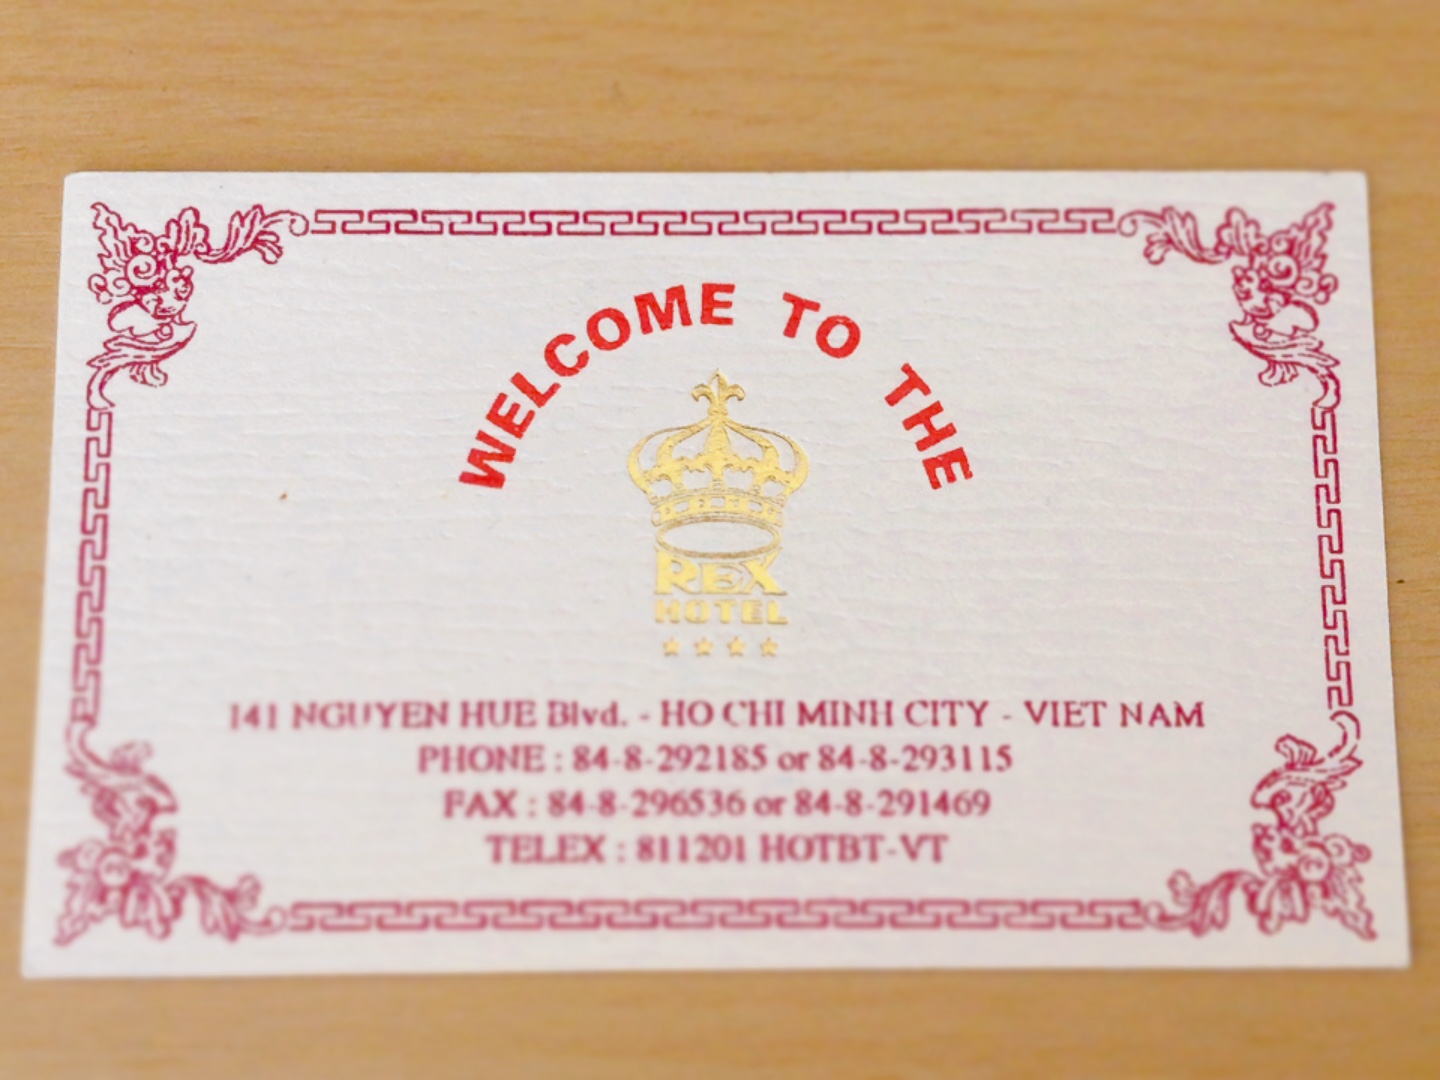 WELCOME TO THE
REX
HOTEL
141 NGUYEN HUE Blvd. - HO CHI MINH CITY - VIET NAM
PHONE : 84-8-292185 or 84-8-293115
FAX : 84-8-296536 or 84-8-291469
TELEX : 811201 HOTBT-VT